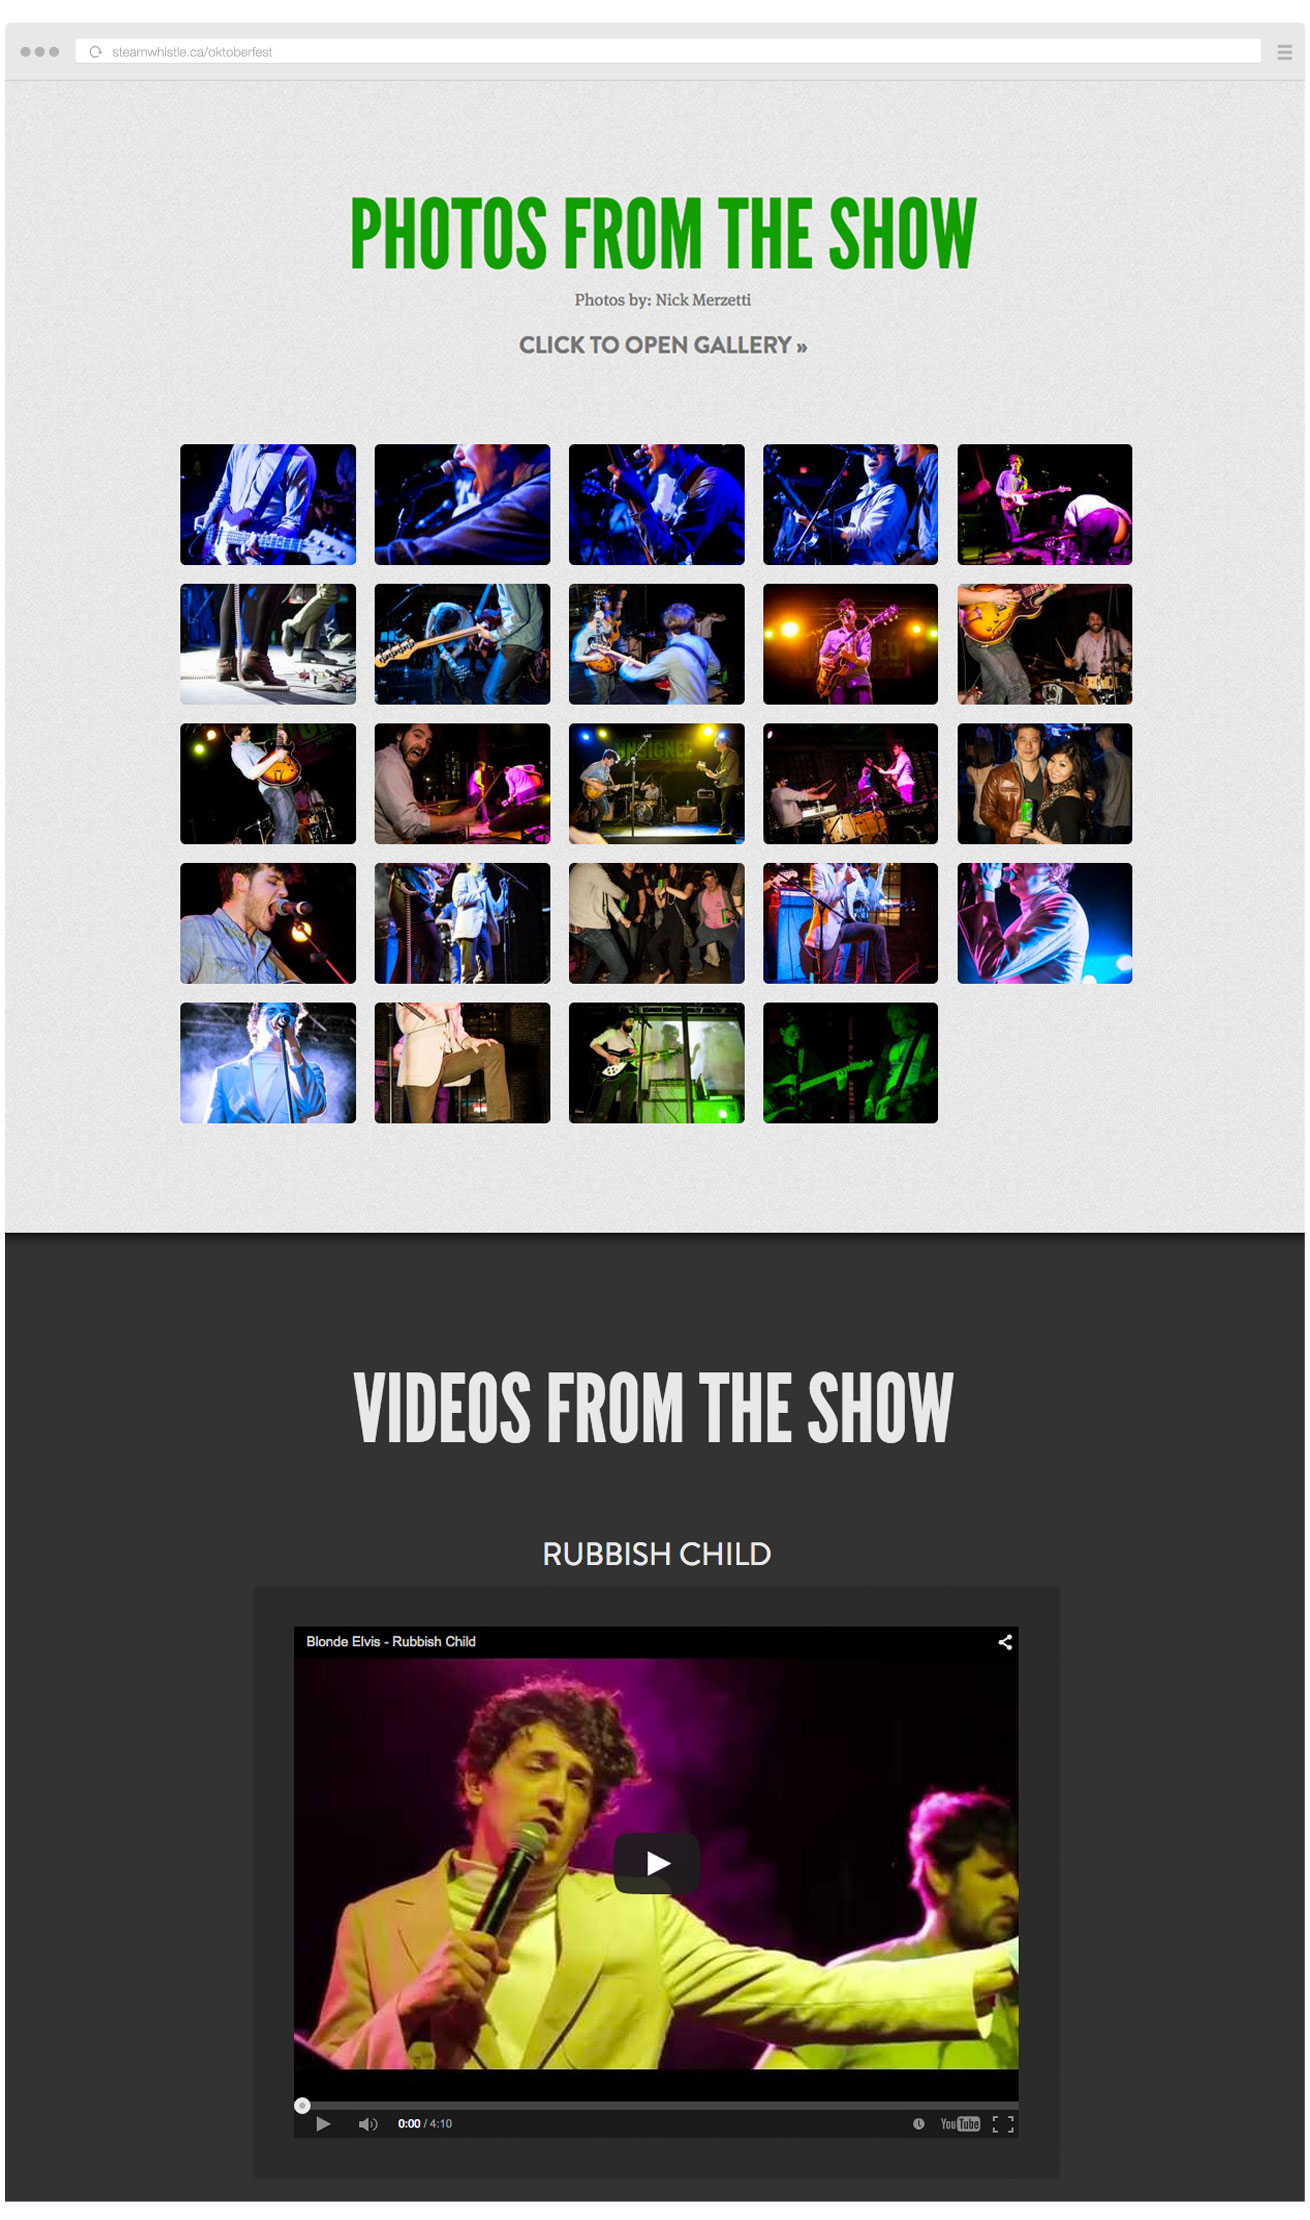 steamwhistle.ca/oktoberfest
PHOTOS FROM THE SHOW
Photos by: Nick Merzetti
CLICK TO OPEN GALLERY »
UNSIGNED
VIDEOS FROM THE SHOW
RUBBISH CHILD
Blonde Elvis - Rubbish Child
0:00 / 4:10
YouTube